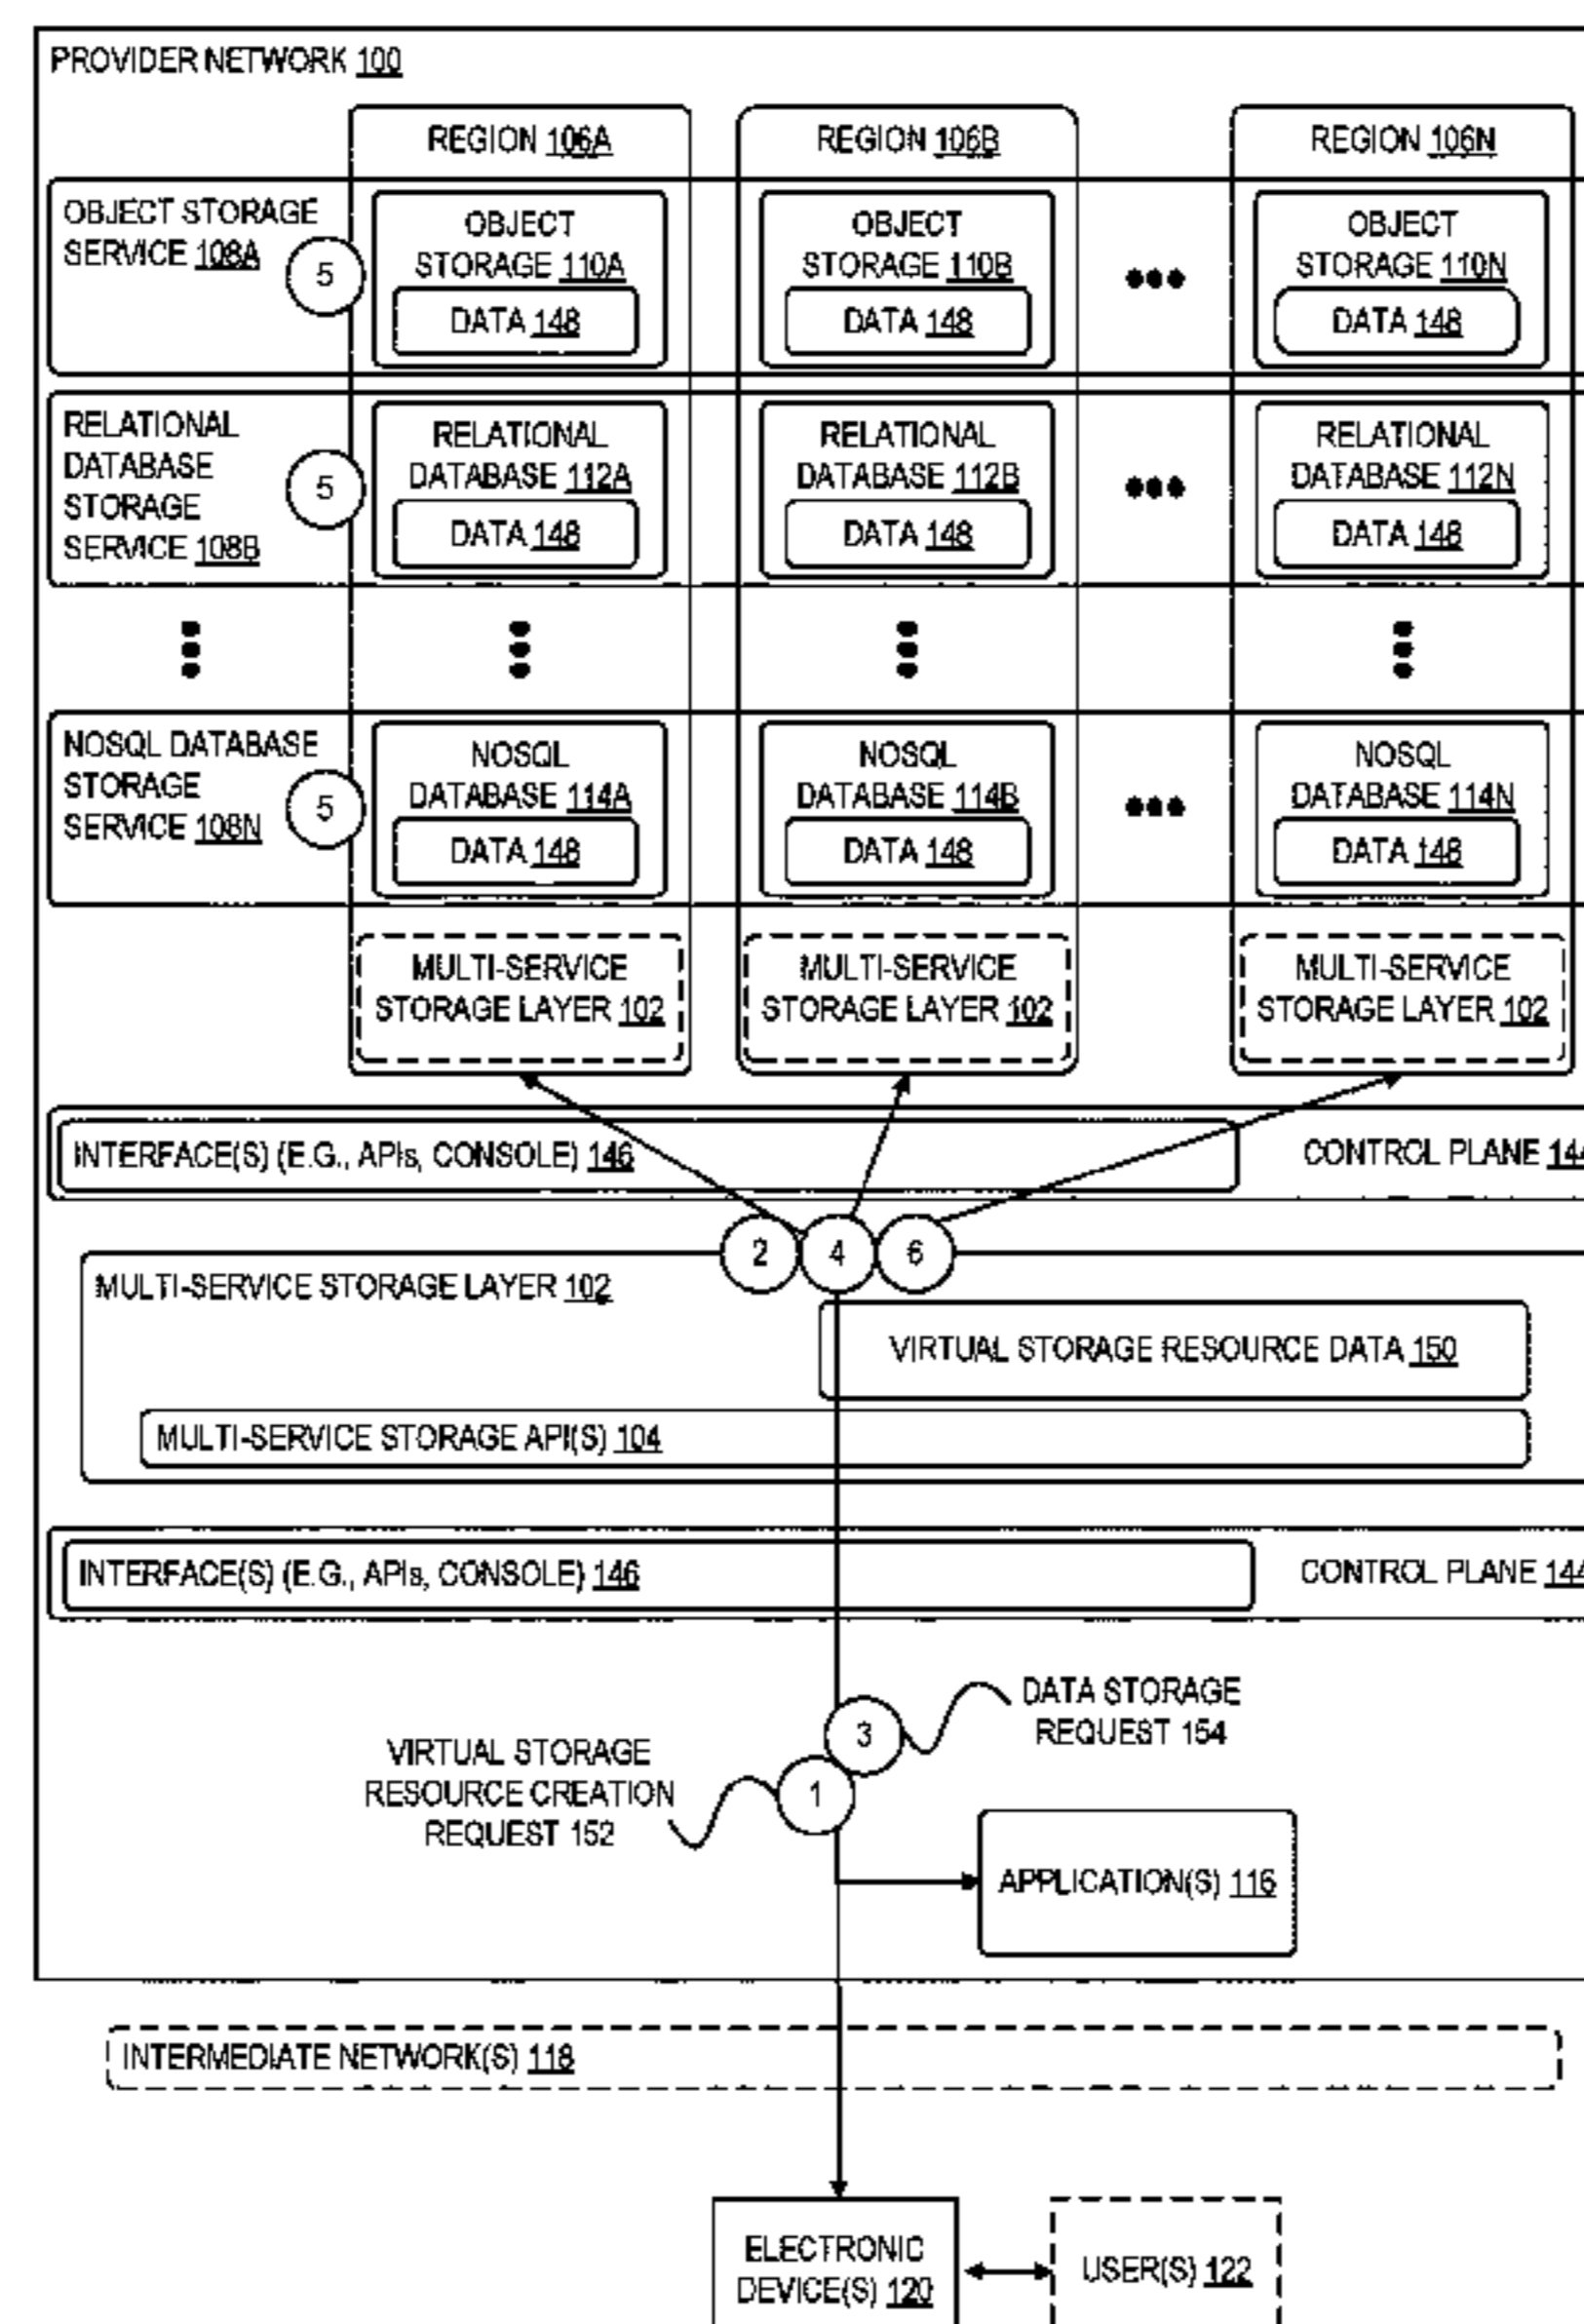 PROVIDER NETWORK 100
REGION 106A
REGION 106B
REGION 106N
OBJECT STORAGE
SERVICE 108A
5
OBJECT
STORAGE 110A
DATA 148
OBJECT
STORAGE 110B
DATA 148
OBJECT
STORAGE 110N
DATA 148
RELATIONAL
DATABASE
STORAGE
SERVICE 108B
5
RELATIONAL
DATABASE 112A
DATA 148
RELATIONAL
DATABASE 112B
DATA 148
RELATIONAL
DATABASE 112N
DATA 148
NOSQL DATABASE
STORAGE
SERVICE 108N
5
NOSQL
DATABASE 114A
DATA 148
NOSQL
DATABASE 114B
DATA 148
NOSQL
DATABASE 114N
DATA 148
MULTI-SERVICE
STORAGE LAYER 102
MULTI-SERVICE
STORAGE LAYER 102
MULTI-SERVICE
STORAGE LAYER 102
INTERFACE(S) (E.G., APIs, CONSOLE) 146
CONTROL PLANE 144
2 4 6
MULTI-SERVICE STORAGE LAYER 102
VIRTUAL STORAGE RESOURCE DATA 150
MULTI-SERVICE STORAGE API(S) 104
INTERFACE(S) (E.G., APIs, CONSOLE) 146
CONTROL PLANE 144
DATA STORAGE
REQUEST 154
3
VIRTUAL STORAGE
RESOURCE CREATION
REQUEST 152
1
APPLICATION(S) 116
INTERMEDIATE NETWORK(S) 118
ELECTRONIC
DEVICE(S) 120
USER(S) 122